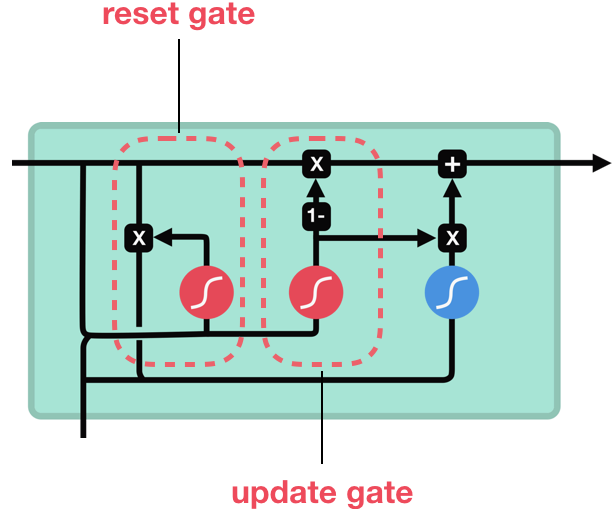 reset gate
X
+
1-
X
X
update gate